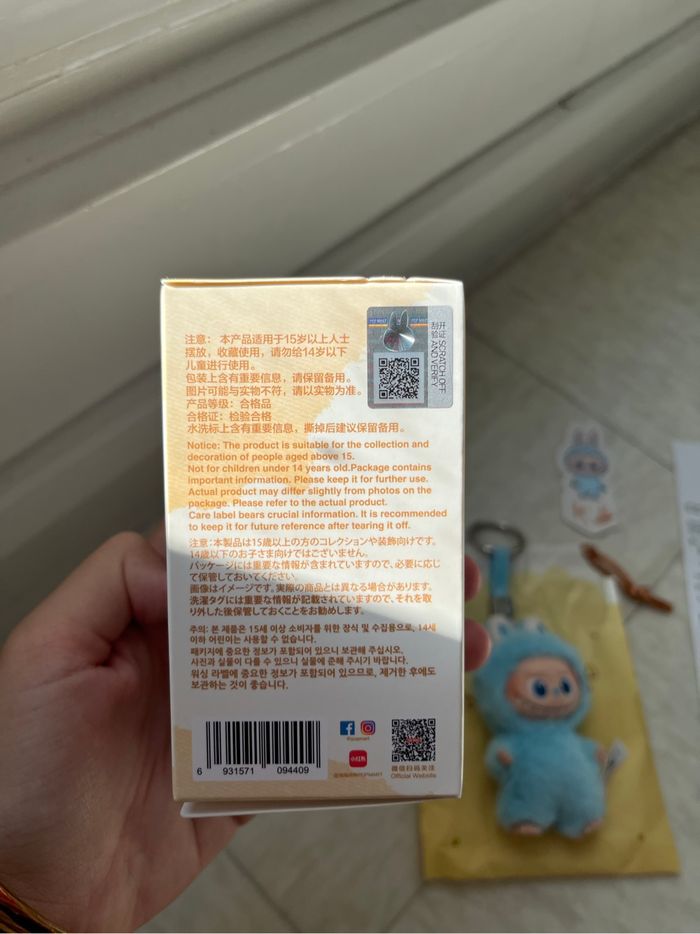 注意： 本产品适用于15岁以上人士
摆放，收藏使用，请勿给14岁以下
儿童进行使用。
包装上含有重要信息，请保留备用。
图片可能与实物不符，请以实物为准。
产品等级：合格品
合格证：检验合格
水洗标上含有重要信息，撕掉后建议保留备用。
开证 SCRATCH OFF
刮验 AND VERIFY
Notice: The product is suitable for the collection and
decoration of people aged above 15.
Not for children under 14 years old.Package contains
important information. Please keep it for further use.
Actual product may differ slightly from photos on the
package. Please refer to the actual product.
Care label bears crucial information. It is recommended
to keep it for future reference after tearing it off.
注意:本製品は15歳以上の方のコレクションや装飾向けです。
14歳以下のお子さま向けではございません。
パッケージには重要な情報が含まれていますので、必要に応じ
て保管しておいてください。
画像はイメージです。実際の商品とは異なる場合があります。
洗濯タグには重要な情報が記載されていますので、それを取
り外した後保管しておくことをお勧めします。
주의: 본 제품은 15세 이상 소비자를 위한 장식 및 수집용으로, 14세
이하 어린이는 사용할 수 없습니다.
패키지에 중요한 정보가 포함되어 있으니 보관해 주십시오.
사진과 실물이 다를 수 있으니 실물에 준해 주시기 바랍니다.
워싱 라벨에 중요한 정보가 포함되어 있으므로, 제거한 후에도
보관하는 것이 좋습니다.
6 931571 094409
小红书
微信扫码关注
Official Website